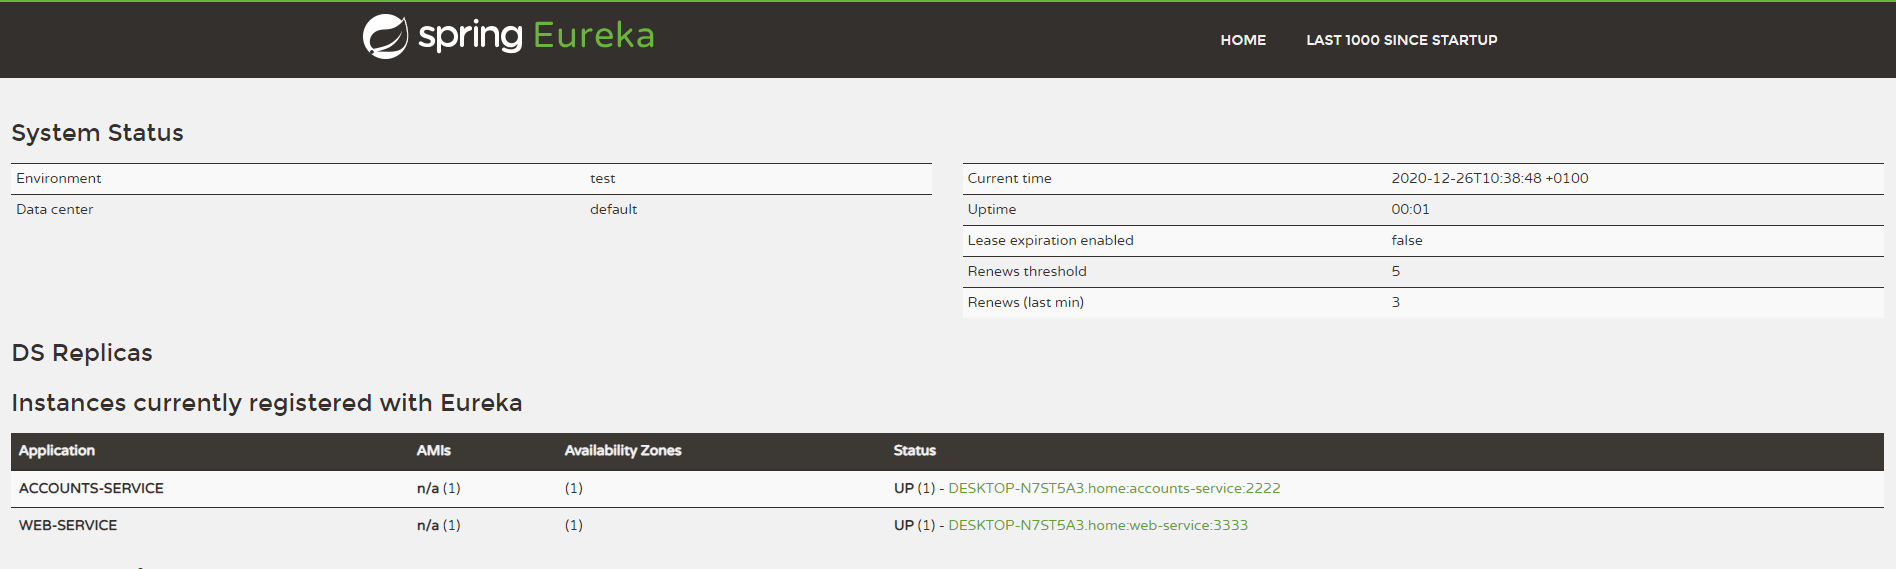 spring Eureka
HOME LAST 1000 SINCE STARTUP
System Status
Environment test
Data center default
Current time 2020-12-26T10:38:48 +0100
Uptime 00:01
Lease expiration enabled false
Renews threshold 5
Renews (last min) 3
DS Replicas
Instances currently registered with Eureka
Application AMIs Availability Zones Status
ACCOUNTS-SERVICE n/a (1) (1) UP (1) - DESKTOP-N7ST5A3.home:accounts-service:2222
WEB-SERVICE n/a (1) (1) UP (1) - DESKTOP-N7ST5A3.home:web-service:3333